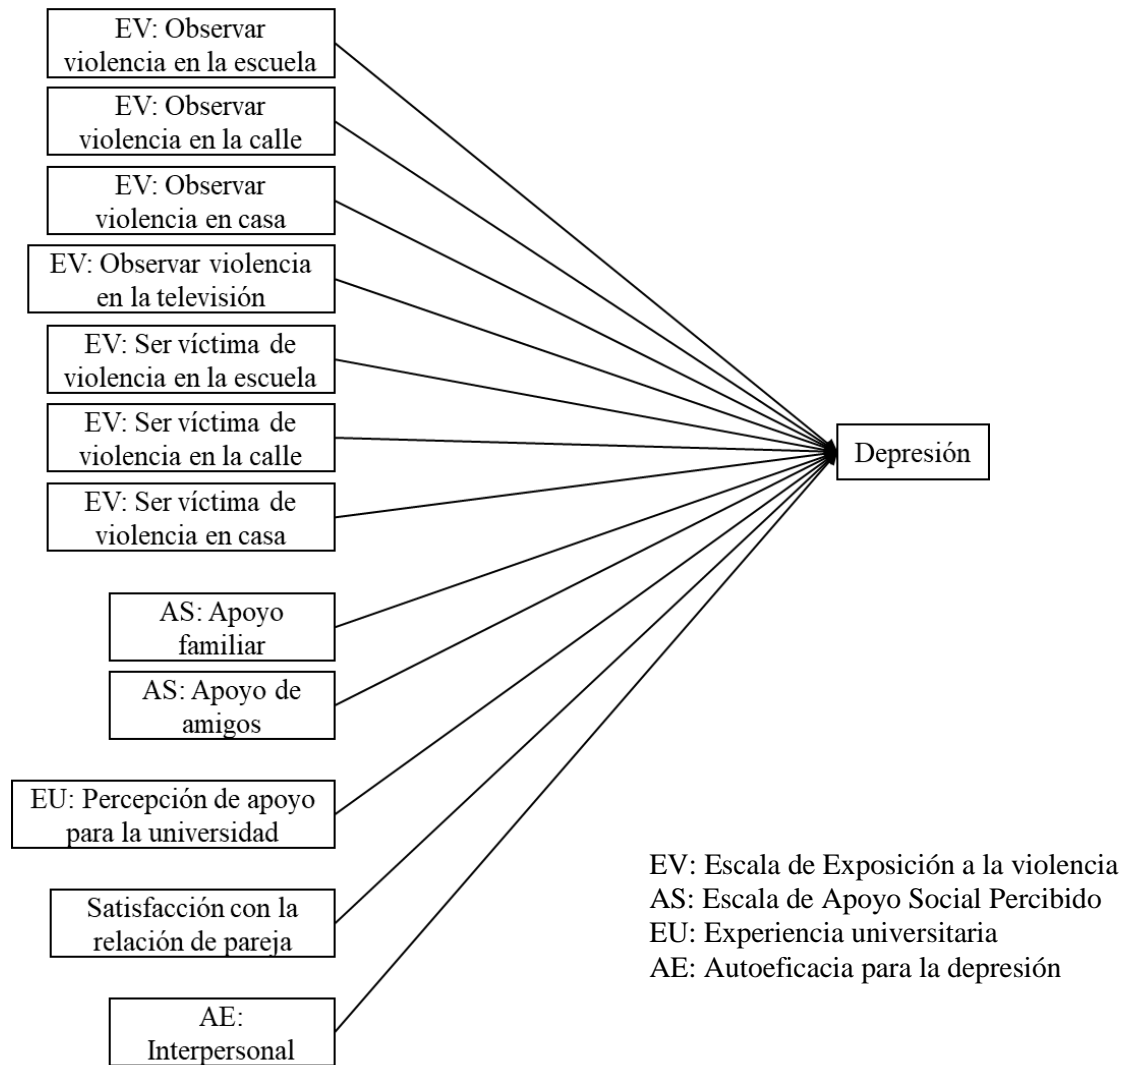 EV: Observar
violencia en la escuela
EV: Observar
violencia en la calle
EV: Observar
violencia en casa
EV: Observar violencia
en la televisión
EV: Ser víctima de
violencia en la escuela
EV: Ser víctima de
violencia en la calle
EV: Ser víctima de
violencia en casa
Depresión
AS: Apoyo
familiar
AS: Apoyo de
amigos
EU: Percepción de apoyo
para la universidad
Satisfacción con la
relación de pareja
AE:
Interpersonal
EV: Escala de Exposición a la violencia
AS: Escala de Apoyo Social Percibido
EU: Experiencia universitaria
AE: Autoeficacia para la depresión